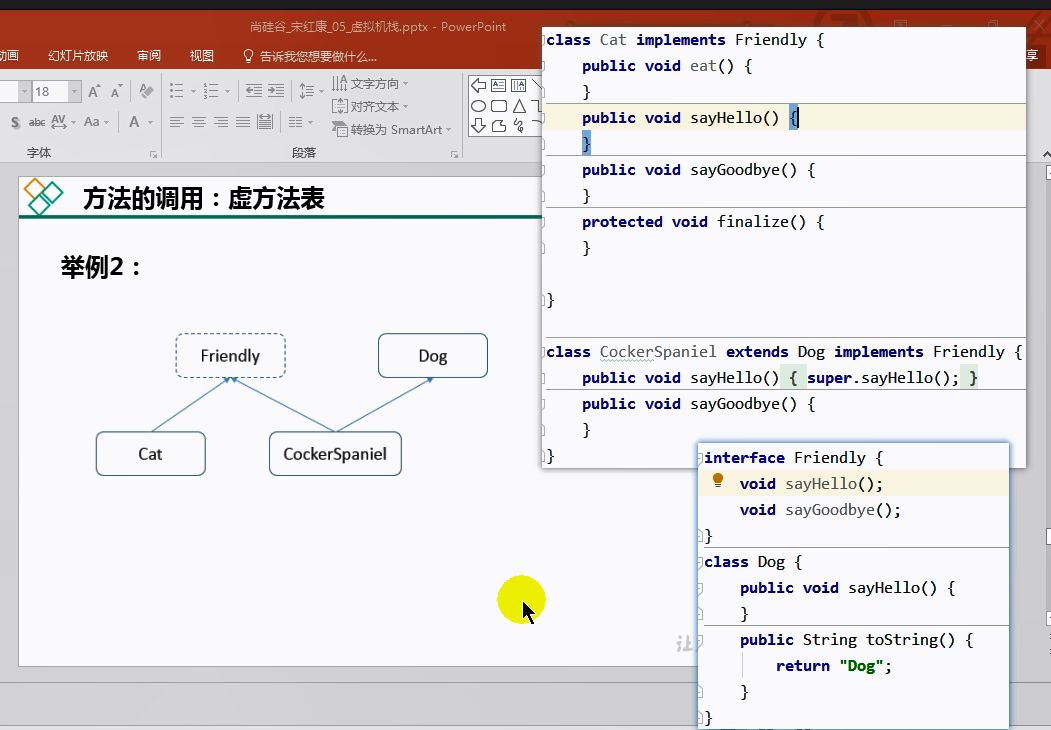 尚硅谷_宋红康_05_虚拟机栈.pptx - PowerPoint
动画 幻灯片放映 审阅 视图 告诉我您想要做什么...
享
18
文字方向
对齐文本
转换为 SmartArt
字体 段落
方法的调用：虚方法表
举例2：
Friendly
Dog
Cat
CockerSpaniel
class Cat implements Friendly {
public void eat() {
}
public void sayHello() {
}
public void sayGoodbye() {
}
protected void finalize() {
}
}
class CockerSpaniel extends Dog implements Friendly {
public void sayHello() { super.sayHello(); }
public void sayGoodbye() {
}
}
interface Friendly {
void sayHello();
void sayGoodbye();
}
class Dog {
public void sayHello() {
}
public String toString() {
return "Dog";
}
}
让